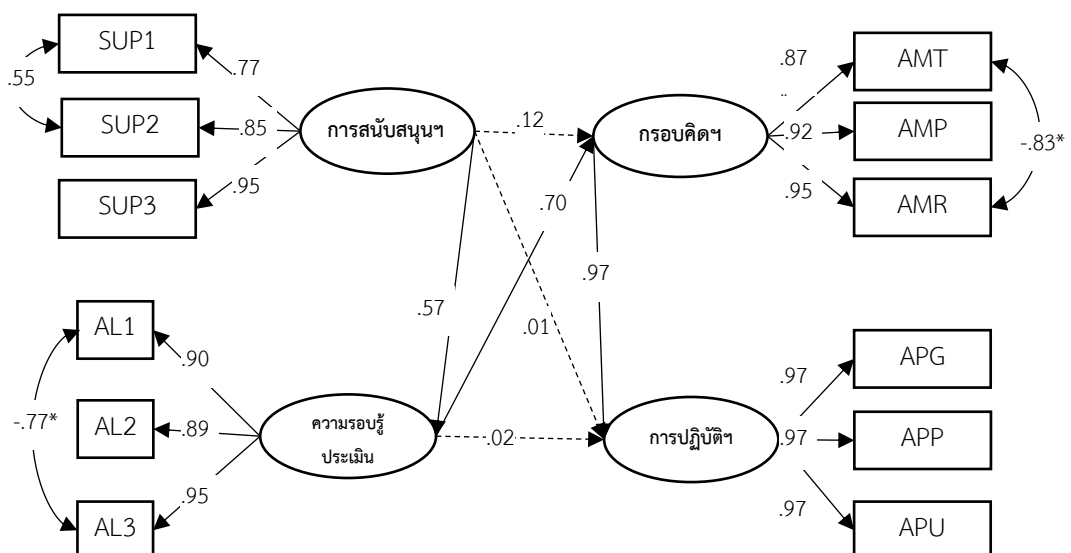 SUP1
.77
.55
SUP2
.85
SUP3
.95
การสนับสนุนฯ
.12
กรอบคิดฯ
.87
AMT
.92
AMP
-.83*
.95
AMR
.70
.97
.57
.01
AL1
.90
-.77*
AL2
.89
AL3
.95
ความรอบรู้
ประเมิน
.02
การปฏิบัติฯ
.97
APG
.97
APP
.97
APU